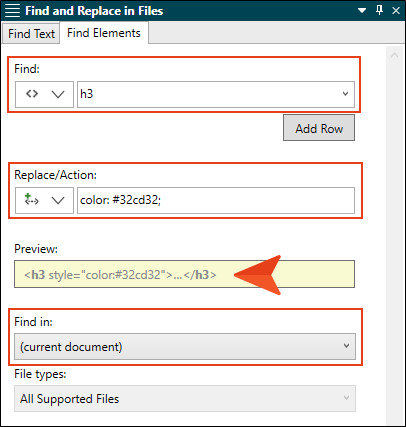 Find and Replace in Files
Find Text Find Elements
Find:
<> h3
Add Row
Replace/Action:
color: #32cd32;
Preview:
<h3 style="color:#32cd32">...</h3>
Find in:
(current document)
File types:
All Supported Files